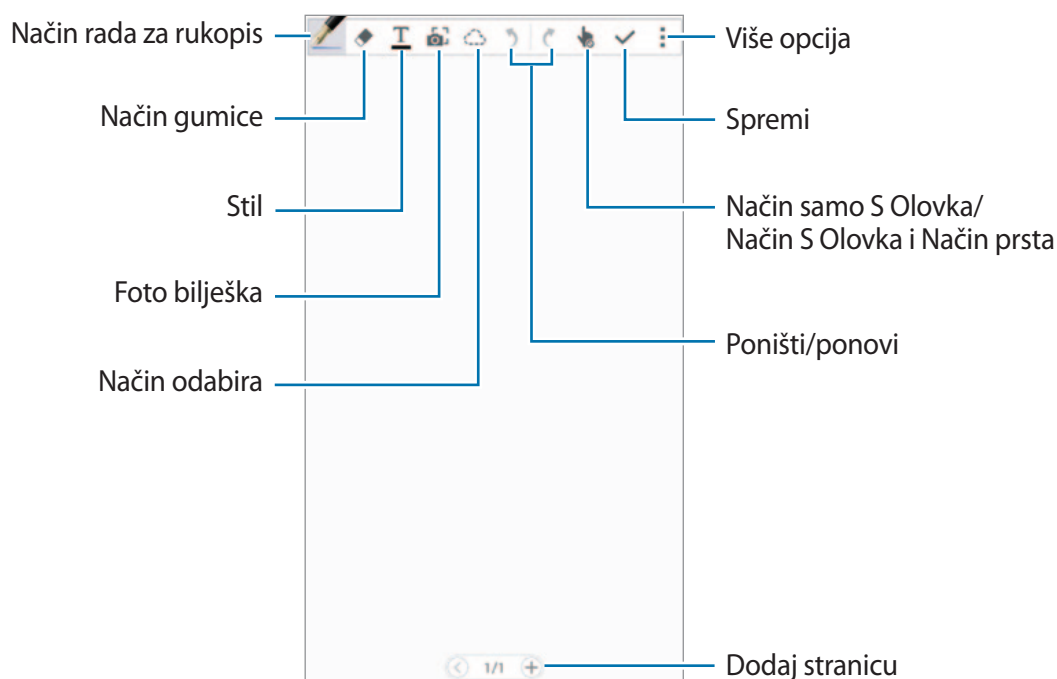 Način rada za rukopis
Način gumice
Stil
Foto bilješka
Način odabira
T
Više opcija
Spremi
Način samo S Olovka/
Način S Olovka i Način prsta
Poništi/ponovi
1/1
Dodaj stranicu